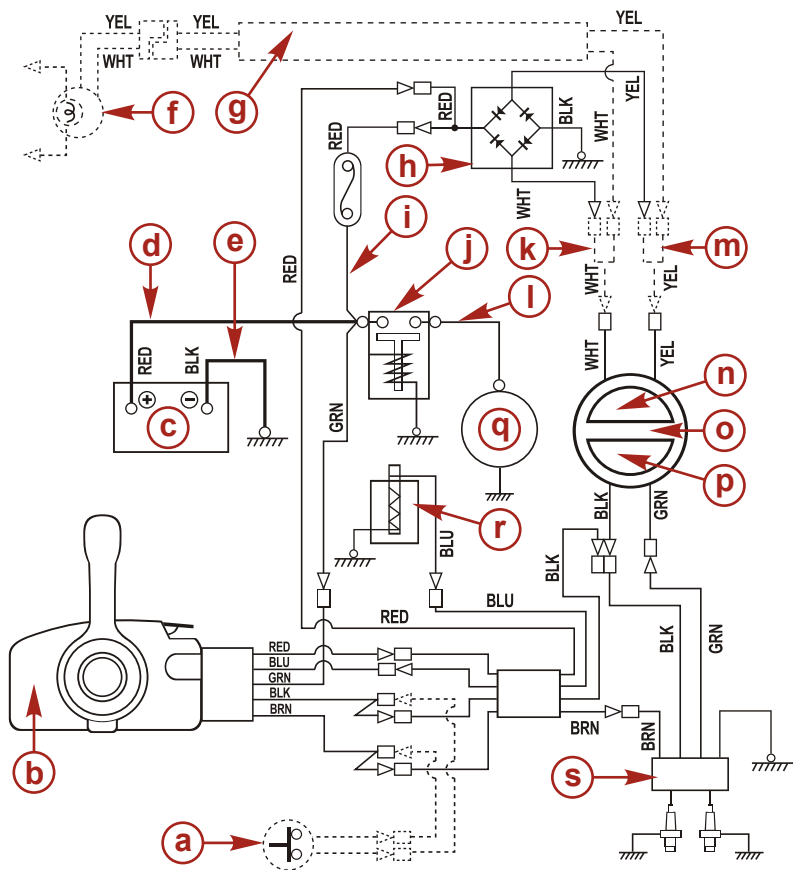 YEL
YEL
YEL
WHT
WHT
f
g
RED
RED
BLK
YEL
RED
WHT
h
WHT
i
j
k
m
d
e
l
RED
WHT
YEL
RED
BLK
WHT
YEL
+
−
c
GRN
q
n
o
p
BLK
GRN
r
BLU
BLK
BLU
RED
BLK
GRN
RED
BLU
GRN
BLK
BRN
b
BRN
BRN
s
a